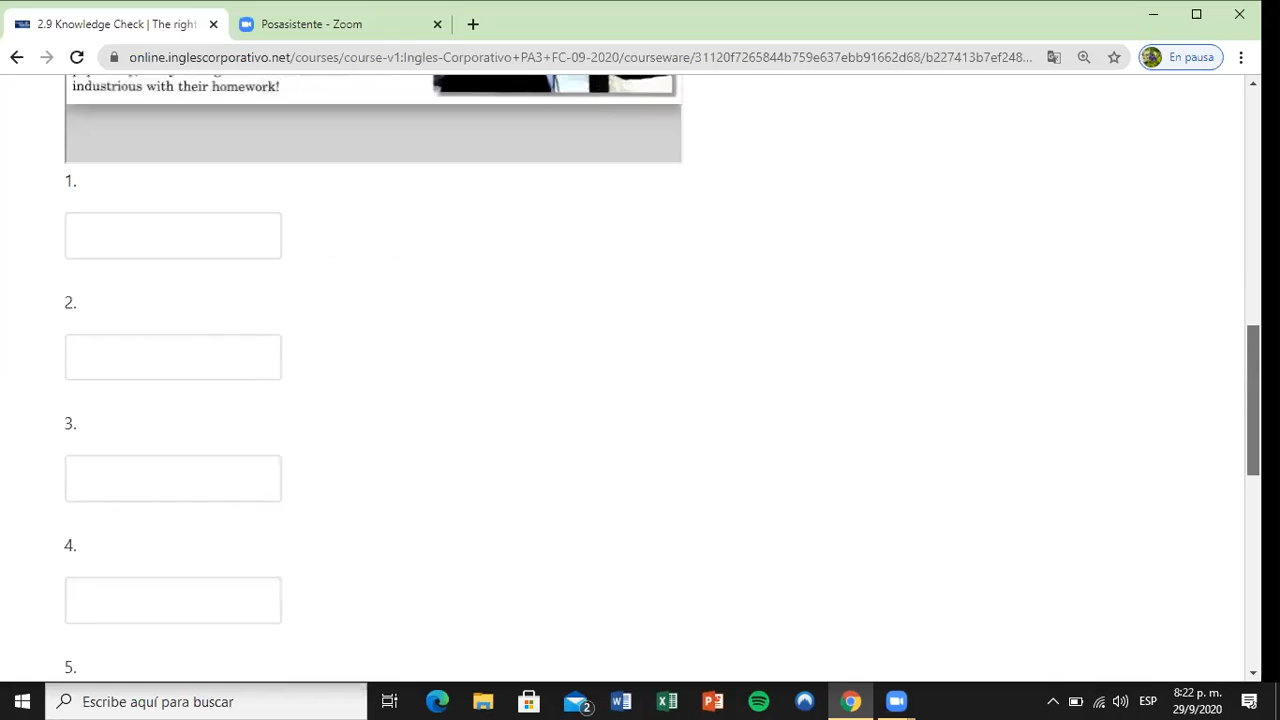 2.9 Knowledge Check | The right
Posasistente - Zoom
online.inglescorporativo.net/courses/course-v1:Ingles-Corporativo+PA3+FC-09-2020/courseware/31120f7265844b759e637ebb91662d68/b227413b7ef248...
En pausa
industrious with their homework!
1.
2.
3.
4.
5.
Escribe aquí para buscar
2
ESP
8:22 p. m.
29/9/2020